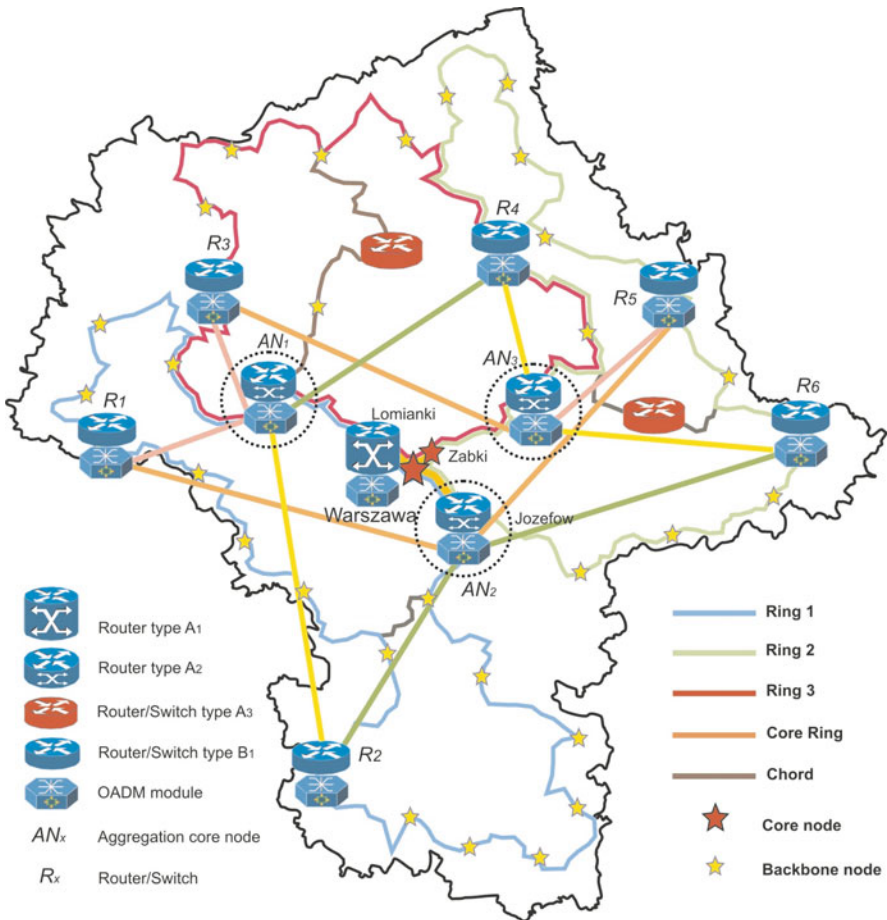 R4
R3
R5
AN1
AN3
R6
R1
Lomianki
Zabki
Warszawa
Jozefow
AN2
R2
Router type A1
Router type A2
Router/Switch type A3
Router/Switch type B1
OADM module
ANx Aggregation core node
Rx Router/Switch
Ring 1
Ring 2
Ring 3
Core Ring
Chord
Core node
Backbone node